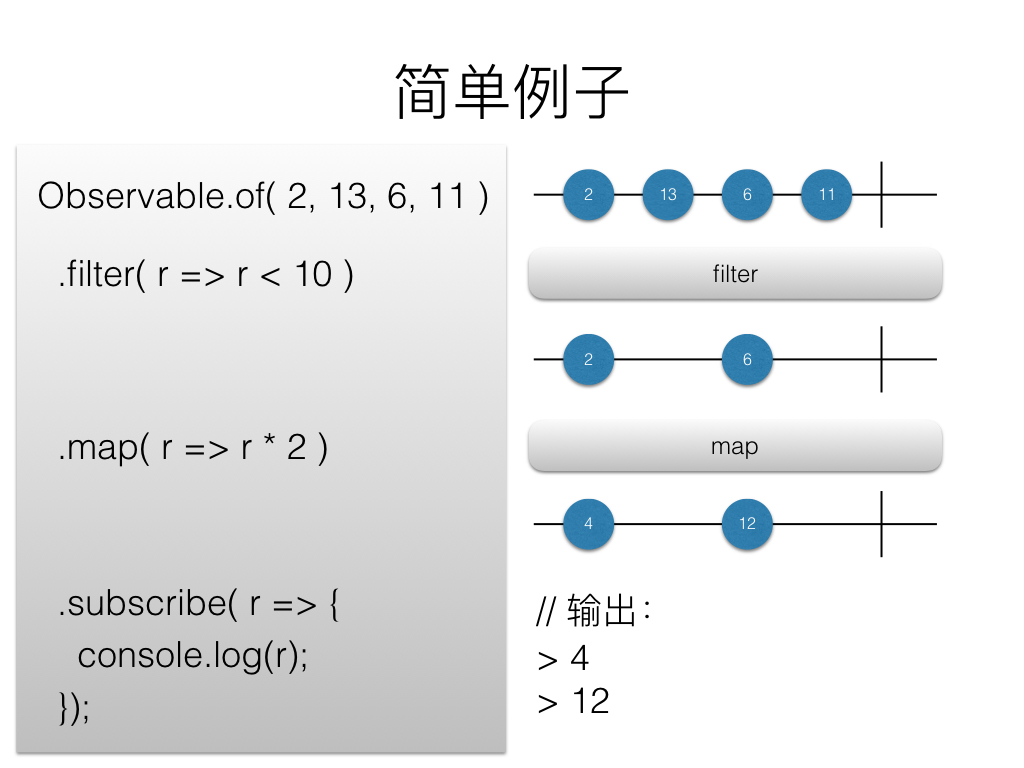 简单例子
Observable.of( 2, 13, 6, 11 )
.filter( r => r < 10 )
.map( r => r * 2 )
.subscribe( r => {
console.log(r);
});
2 13 6 11
filter
2 6
map
4 12
// 输出：
> 4
> 12